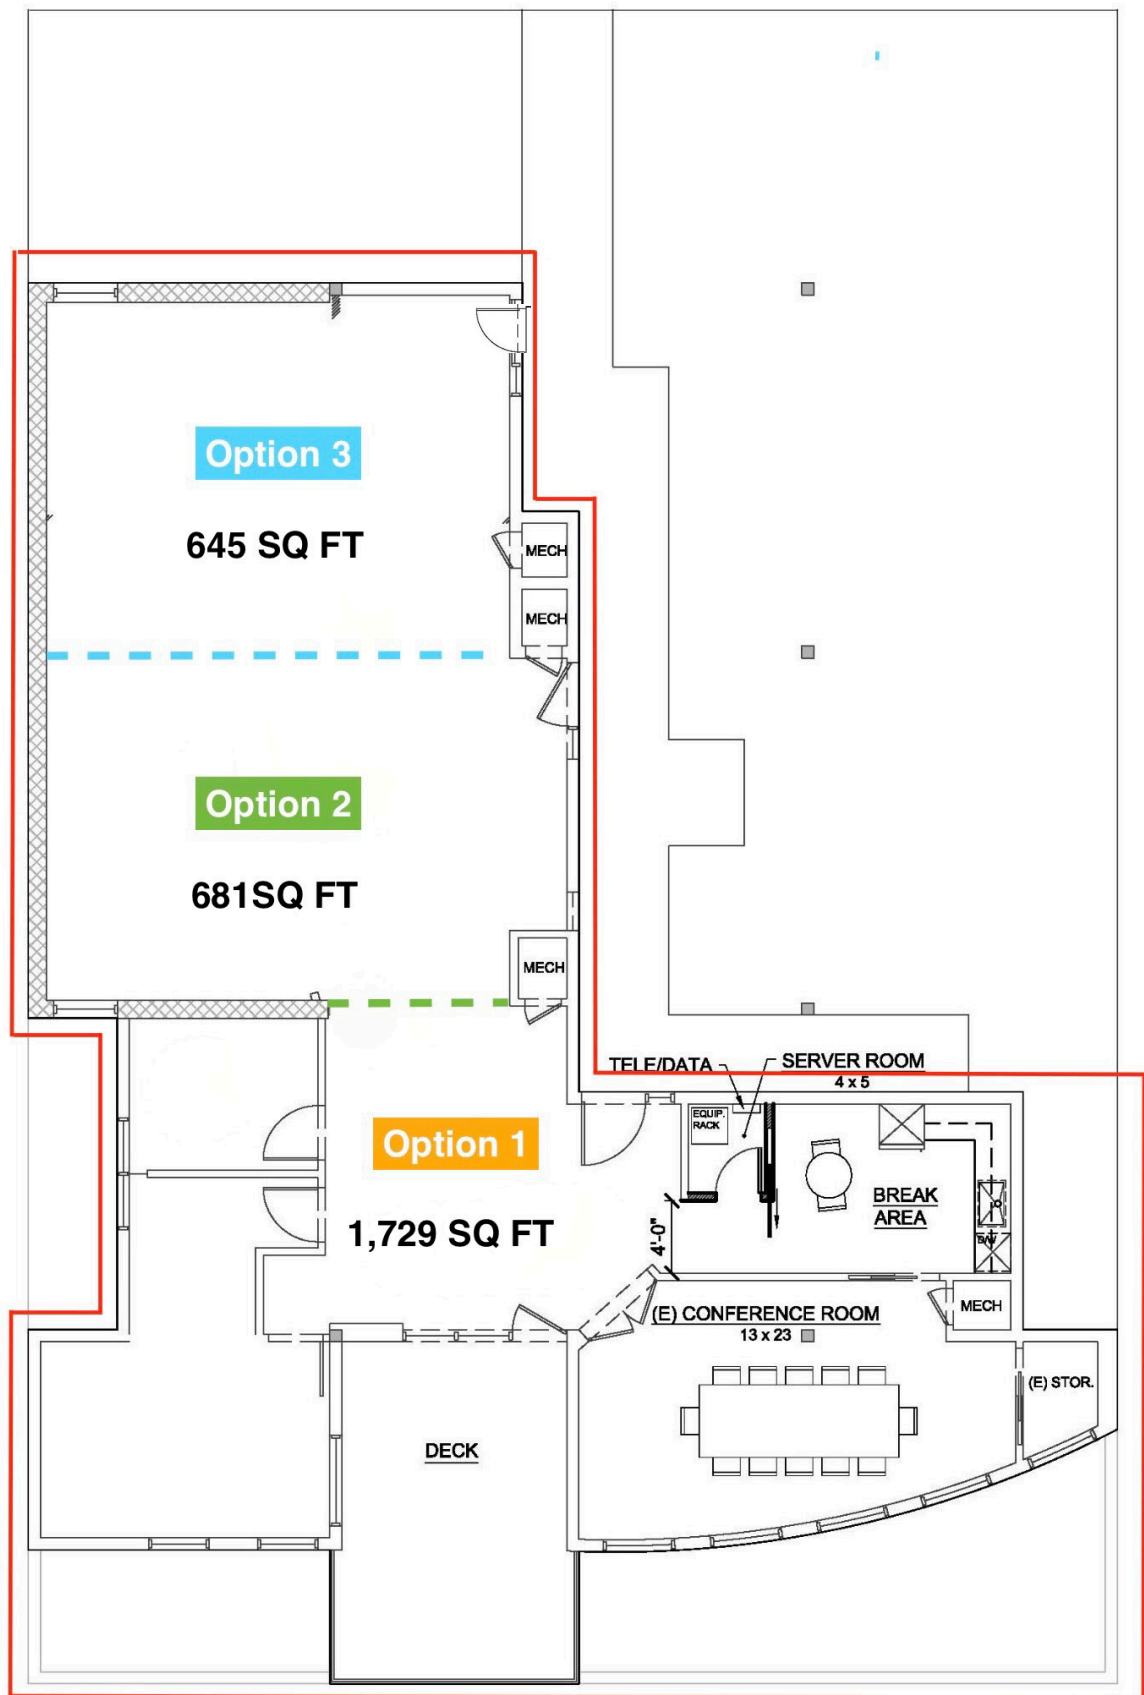 Option 3
645 SQ FT
MECH
MECH
Option 2
681SQ FT
MECH
TELE/DATA
SERVER ROOM
4 x 5
EQUIP.
RACK
Option 1
BREAK
AREA
1,729 SQ FT
4'-0"
D/W
(E) CONFERENCE ROOM
13 x 23
MECH
(E) STOR.
DECK